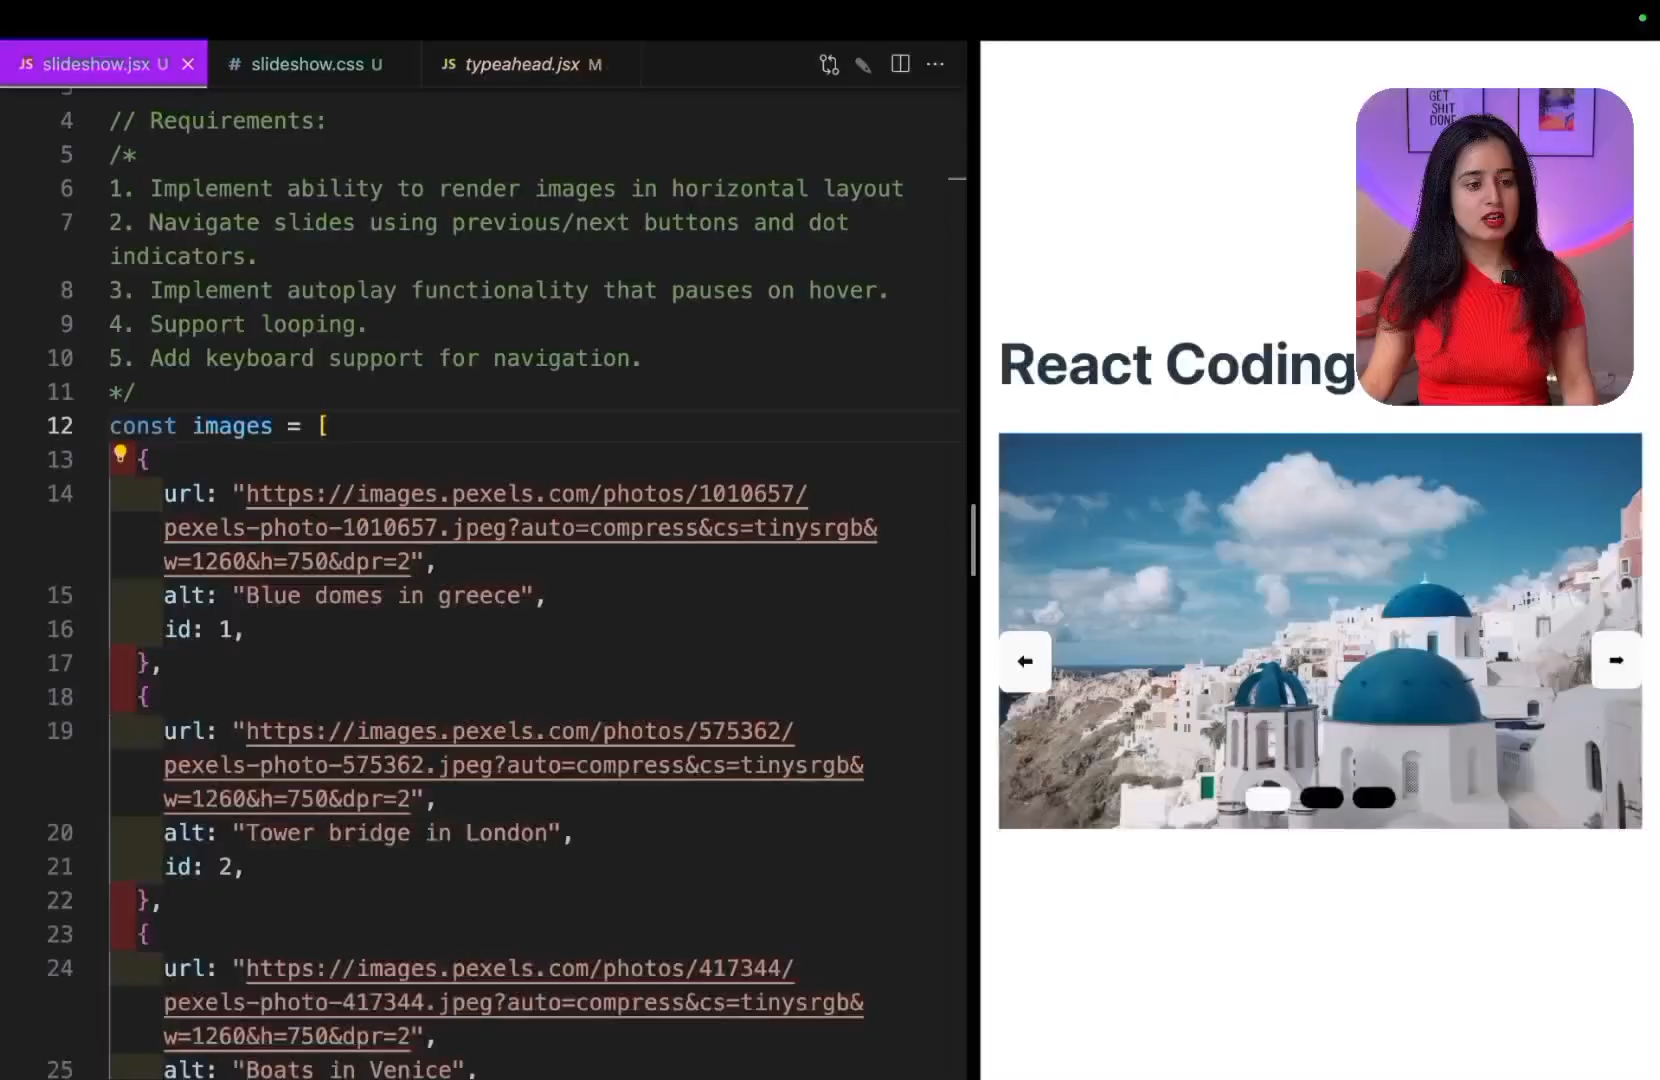 JS slideshow.jsx U
# slideshow.css U
JS typeahead.jsx M
4 // Requirements:
5 /*
6 1. Implement ability to render images in horizontal layout
7 2. Navigate slides using previous/next buttons and dot
indicators.
8 3. Implement autoplay functionality that pauses on hover.
9 4. Support looping.
10 5. Add keyboard support for navigation.
11 */
12 const images = [
13 {
14 url: "https://images.pexels.com/photos/1010657/
pexels-photo-1010657.jpeg?auto=compress&cs=tinysrgb&
w=1260&h=750&dpr=2",
15 alt: "Blue domes in greece",
16 id: 1,
17 },
18 {
19 url: "https://images.pexels.com/photos/575362/
pexels-photo-575362.jpeg?auto=compress&cs=tinysrgb&
w=1260&h=750&dpr=2",
20 alt: "Tower bridge in London",
21 id: 2,
22 },
23 {
24 url: "https://images.pexels.com/photos/417344/
pexels-photo-417344.jpeg?auto=compress&cs=tinysrgb&
w=1260&h=750&dpr=2",
25 alt: "Boats in Venice",
GET
SHIT
DONE
React Coding